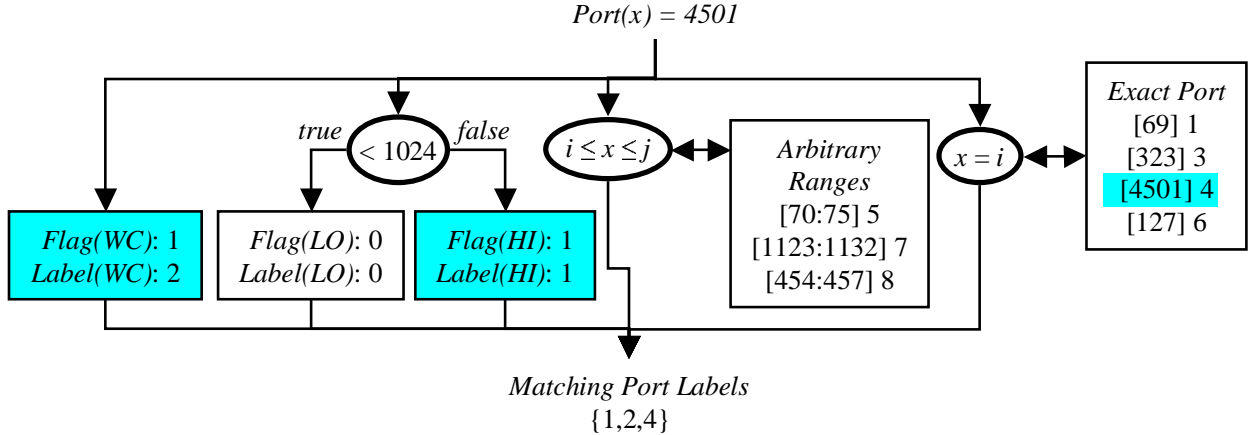 Port(x) = 4501
true
< 1024
false
i ≤ x ≤ j
Arbitrary
Ranges
[70:75] 5
[1123:1132] 7
[454:457] 8
x = i
Exact Port
[69] 1
[323] 3
[4501] 4
[127] 6
Flag(WC): 1
Label(WC): 2
Flag(LO): 0
Label(LO): 0
Flag(HI): 1
Label(HI): 1
Matching Port Labels
{1,2,4}